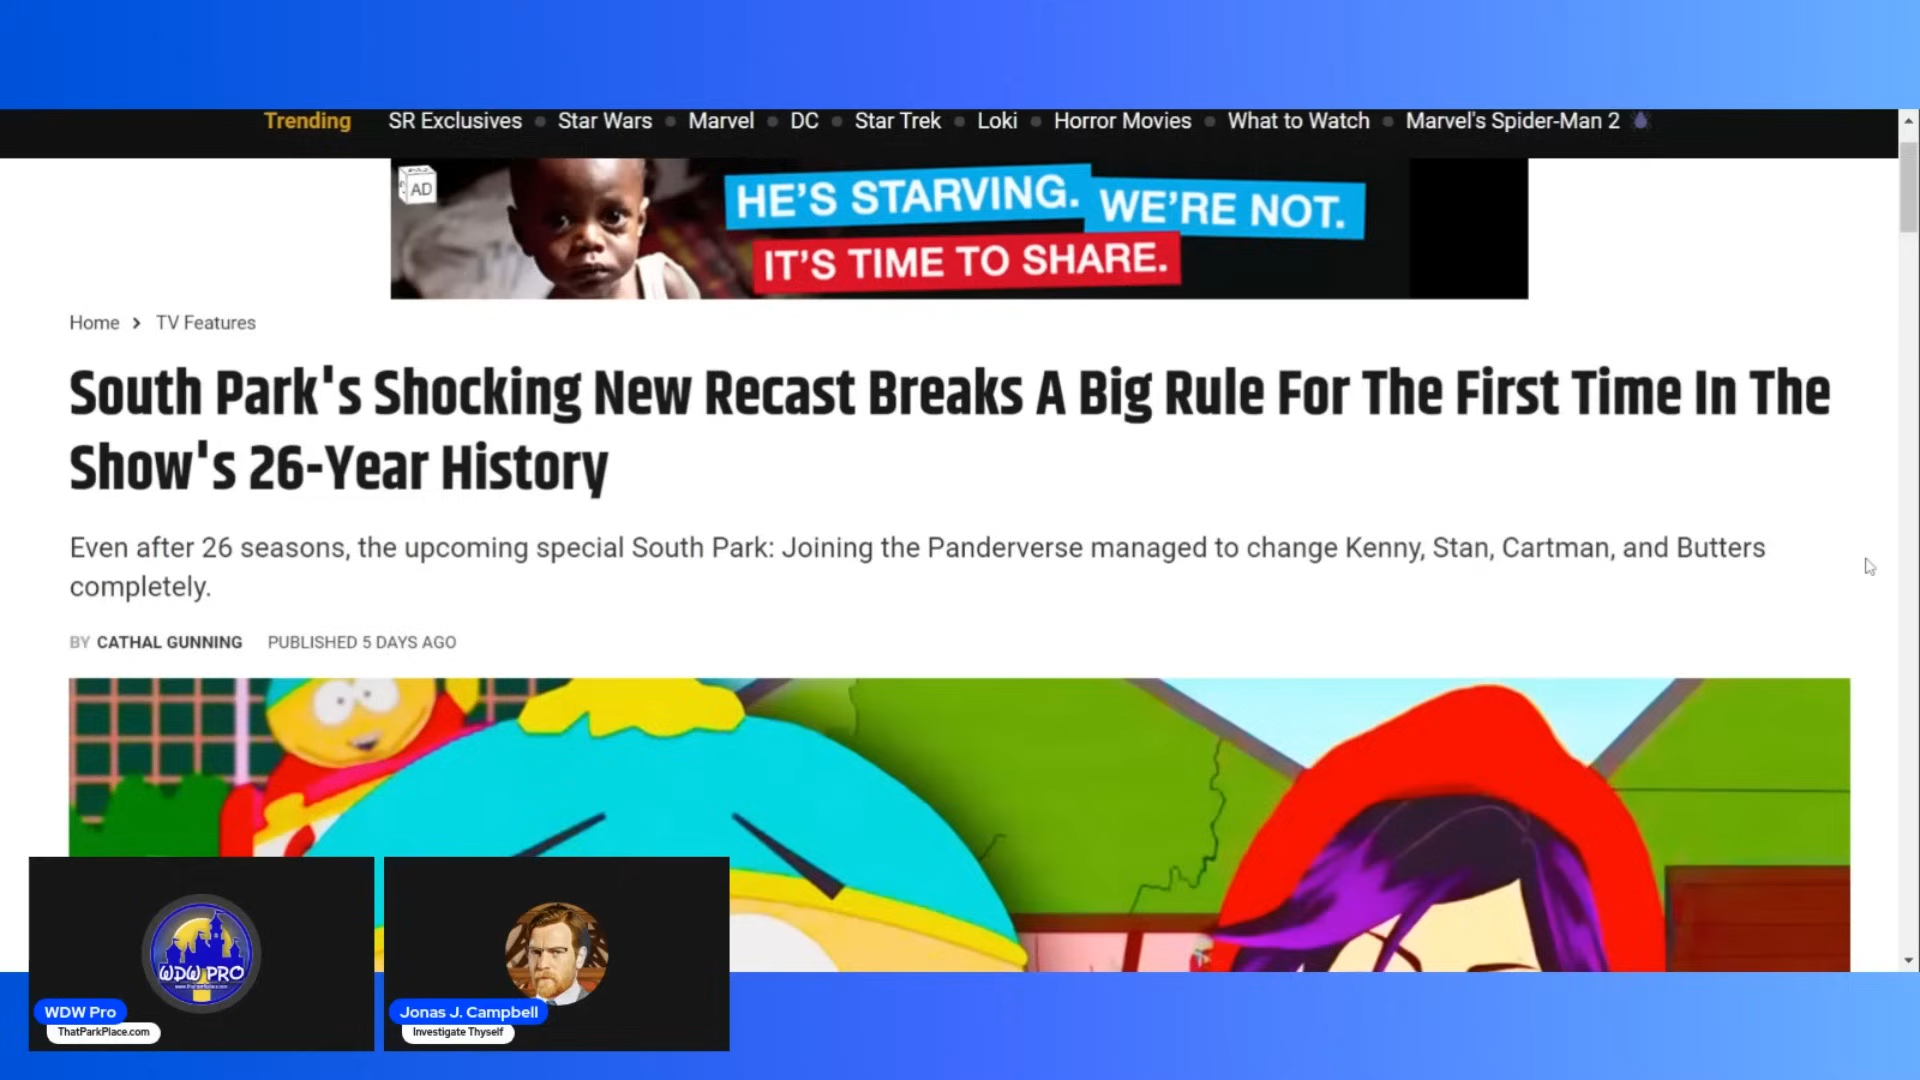 Trending SR Exclusives Star Wars Marvel DC Star Trek Loki Horror Movies What to Watch Marvel's Spider-Man 2
AD
HE'S STARVING. WE'RE NOT.
IT'S TIME TO SHARE.
Home > TV Features
South Park's Shocking New Recast Breaks A Big Rule For The First Time In The
Show's 26-Year History
Even after 26 seasons, the upcoming special South Park: Joining the Panderverse managed to change Kenny, Stan, Cartman, and Butters
completely.
BY CATHAL GUNNING PUBLISHED 5 DAYS AGO
WDW PRO
WDW Pro
ThatParkPlace.com
Jonas J. Campbell
Investigate Thyself